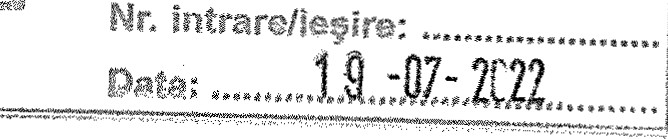 Nr. intrare/ieşire: ........................
Data: ......19-07-2022......